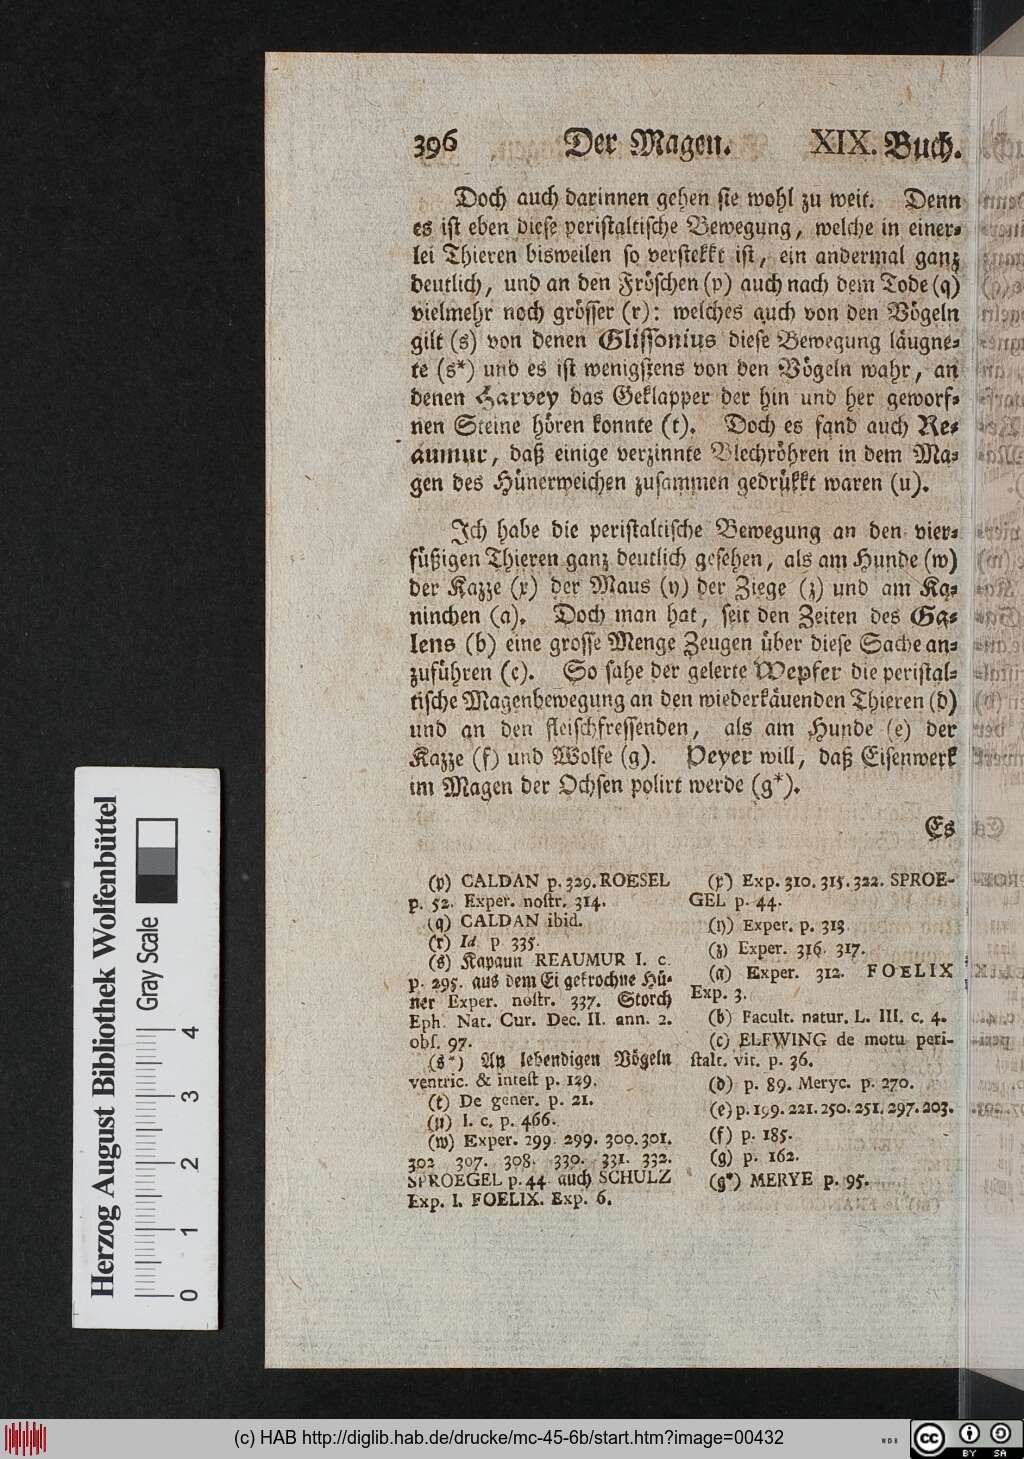 396 Der Magen. XIX. Buch.
Doch auch darinnen gehen sie wohl zu weit. Denn
es ist eben diese peristaltische Bewegung, welche in einer-
lei Thieren bisweilen so verstekkt ist, ein andermal ganz
deutlich, und an den Fröschen (p) auch nach dem Tode (q)
vielmehr noch grösser (r): welches auch von den Vögeln
gilt (s) von denen Glissonius diese Bewegung läugne-
te (s*) und es ist wenigstens von den Vögeln wahr, an
denen Harvey das Geklapper der hin und her geworf-
nen Steine hören konnte (t). Doch es fand auch Re-
aumur, daß einige verzinnte Blechröhren in dem Ma-
gen des Hünerweichen zusammen gedrükkt waren (u).
Ich habe die peristaltische Bewegung an den vier-
füßigen Thieren ganz deutlich gesehen, als am Hunde (w)
der Kazze (x) der Maus (y) der Ziege (z) und am Ka-
ninchen (a). Doch man hat, seit den Zeiten des Ga-
lens (b) eine grosse Menge Zeugen über diese Sache an-
zuführen (c). So sahe der gelerte Wepfer die peristal-
tische Magenbewegung an den wiederkäuenden Thieren (d)
und an den fleischfressenden, als am Hunde (e) der
Kazze (f) und Wolfe (g). Peyer will, daß Eisenwerk
im Magen der Ochsen polirt werde (g*).
Es
(p) CALDAN p. 329. ROESEL
p. 52. Exper. nostr. 314.
(q) CALDAN ibid.
(r) Id p 335.
(s) Kapaun REAUMUR I. c.
p. 295. aus dem Ei gekrochne Hü-
ner Exper. nostr. 337. Storch
Eph. Nat. Cur. Dec. II. ann. 2.
obs. 97.
(s*) An lebendigen Vögeln
ventric. & intest p. 129.
(t) De gener. p. 21.
(u) I. c. p. 466.
(w) Exper. 299. 299. 300. 301.
302 307. 308. 330. 331. 332.
SPROEGEL p. 44 auch SCHULZ
Exp. I. FOELIX. Exp. 6.
(x) Exp. 310. 315. 322. SPROE-
GEL p. 44.
(y) Exper. p. 313.
(z) Exper. 316. 317.
(a) Exper. 312. FOELIX
Exp. 3.
(b) Facult. natur. L. III. c. 4.
(c) ELFWING de motu peri-
stalt. vit. p. 36.
(d) p. 89. Meryc. p. 270.
(e) p. 199. 221. 250. 251. 297. 203.
(f) p. 185.
(g) p. 162.
(g*) MERYE p. 95.
Herzog August Bibliothek Wolfenbüttel
Gray Scale
0 1 2 3 4
(c) HAB http://diglib.hab.de/drucke/mc-45-6b/start.htm?image=00432
WDB
cc BY SA